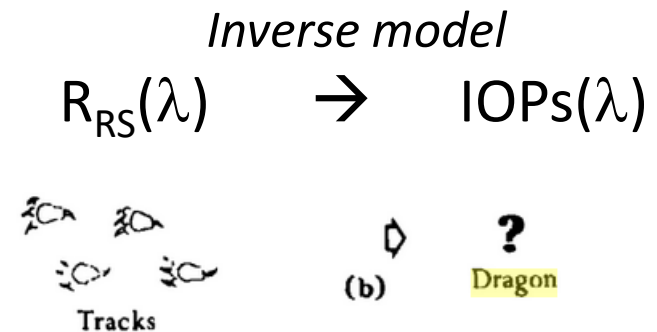 Inverse model
R_RS(λ) → IOPs(λ)
?
(b) Dragon
Tracks